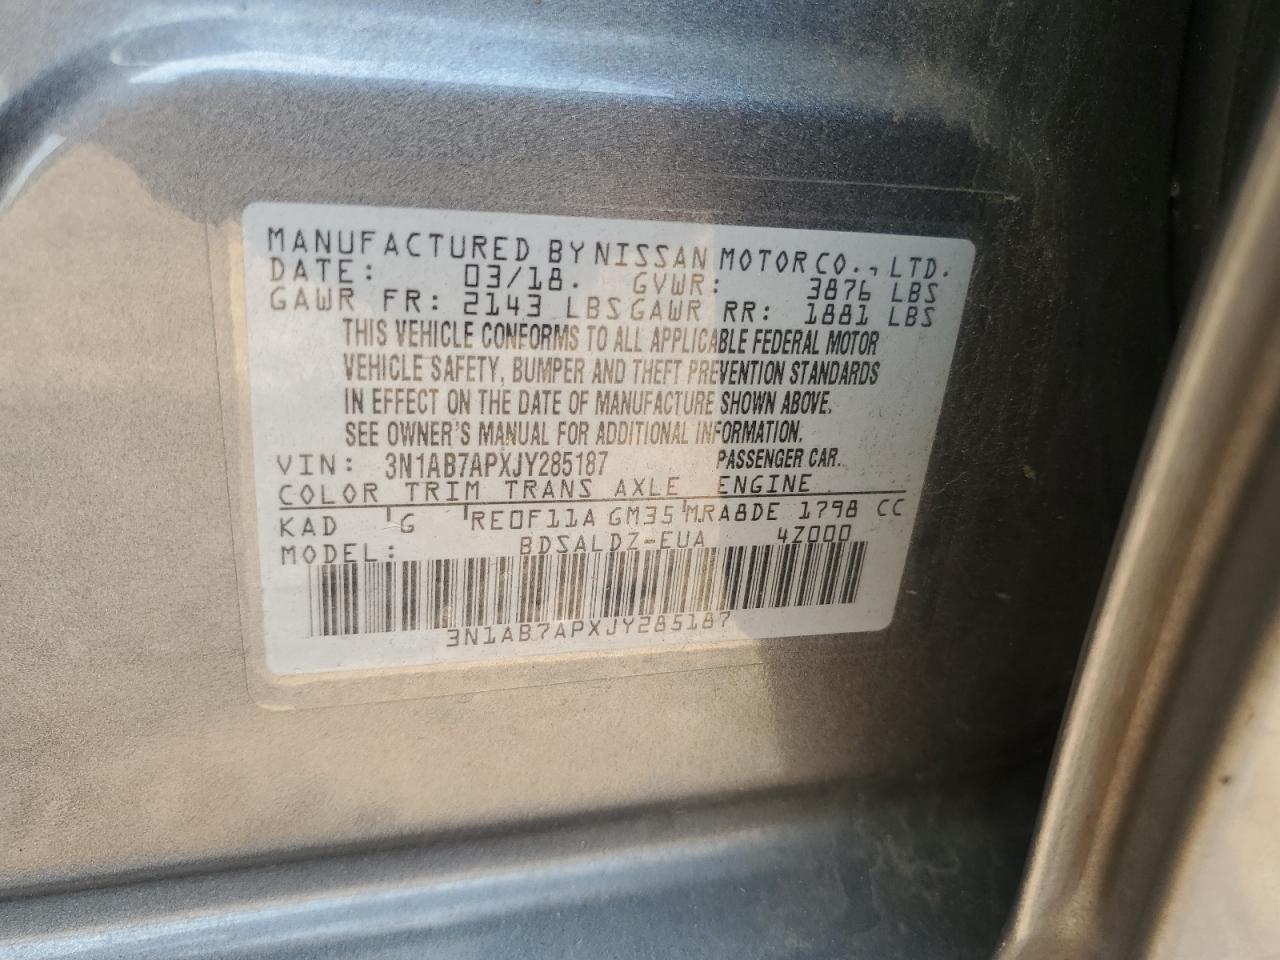 MANUFACTURED BY NISSAN MOTOR CO., LTD.
DATE: 03/18. GVWR: 3876 LBS
GAWR FR: 2143 LBS GAWR RR: 1881 LBS
THIS VEHICLE CONFORMS TO ALL APPLICABLE FEDERAL MOTOR
VEHICLE SAFETY, BUMPER AND THEFT PREVENTION STANDARDS
IN EFFECT ON THE DATE OF MANUFACTURE SHOWN ABOVE.
SEE OWNER'S MANUAL FOR ADDITIONAL INFORMATION.
VIN: 3N1AB7APXJY285187 PASSENGER CAR.
COLOR TRIM TRANS AXLE ENGINE
KAD G RE0F11A GM35 MRA8DE 1798 CC
MODEL: BDSALDZ-EUA 4Z000
3N1AB7APXJY285187